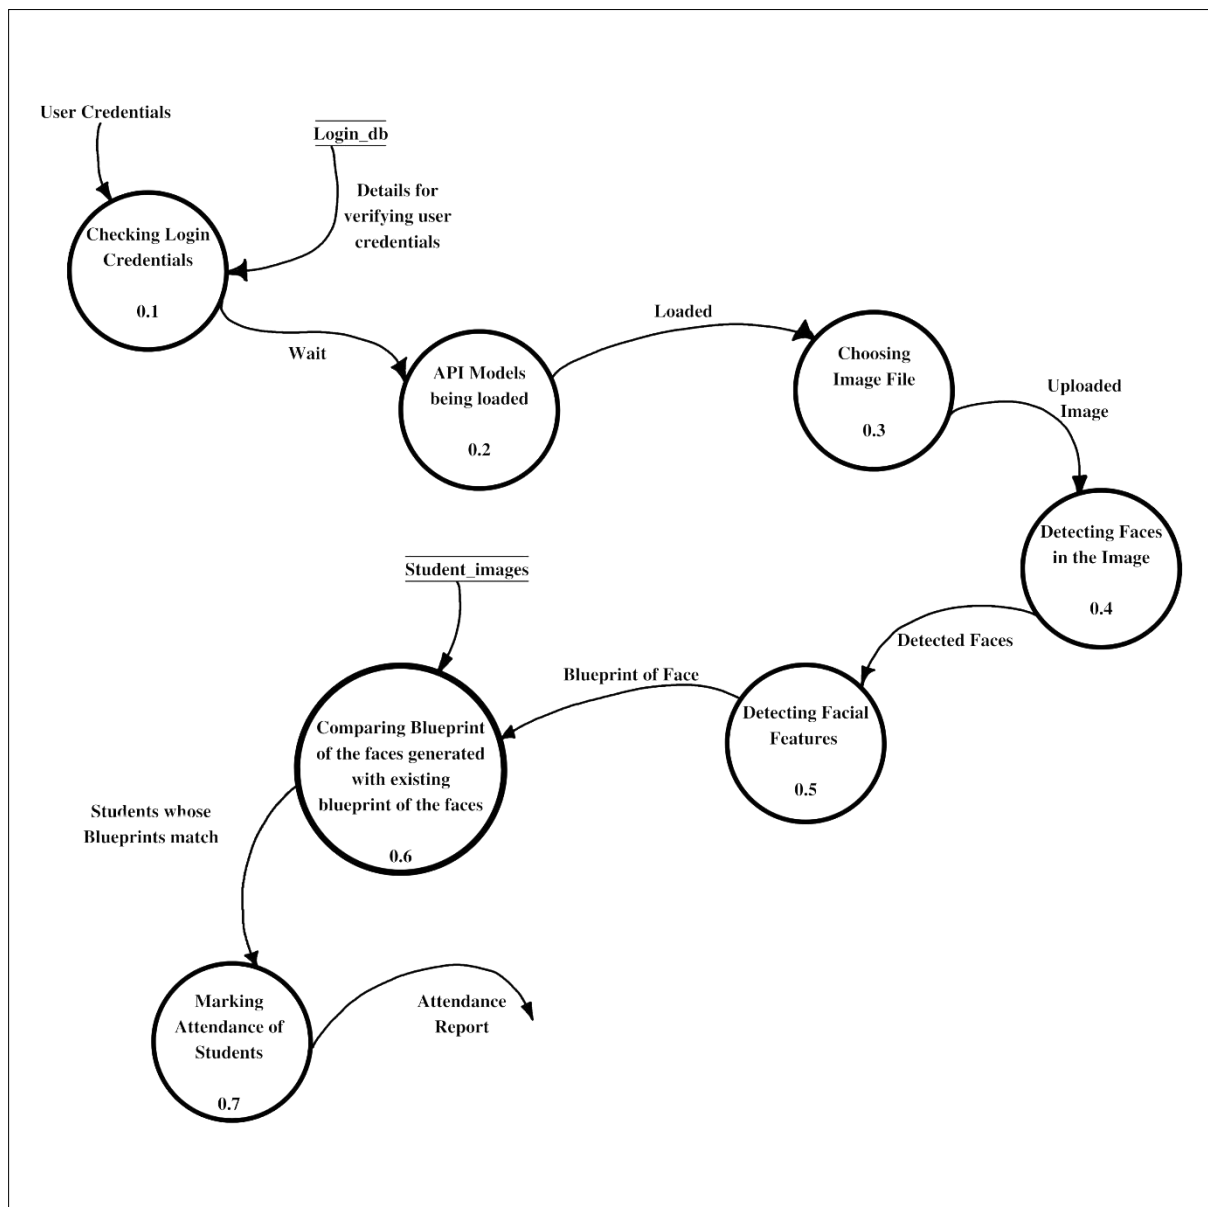 User Credentials
Login_db
Details for
verifying user
credentials
Checking Login
Credentials
0.1
Wait
API Models
being loaded
0.2
Loaded
Choosing
Image File
0.3
Uploaded
Image
Detecting Faces
in the Image
0.4
Detected Faces
Detecting Facial
Features
0.5
Blueprint of Face
Student_images
Comparing Blueprint
of the faces generated
with existing
blueprint of the faces
0.6
Students whose
Blueprints match
Marking
Attendance of
Students
0.7
Attendance
Report